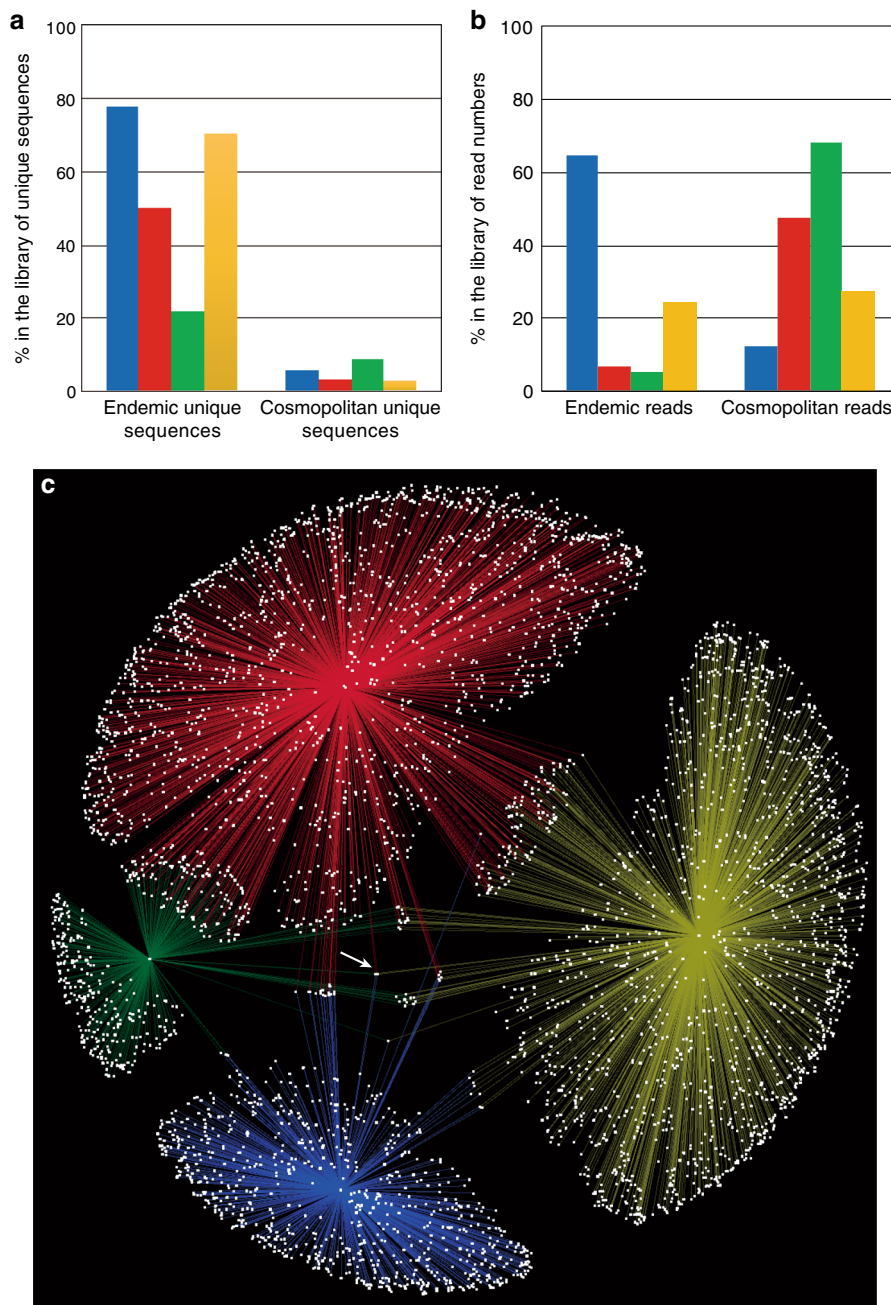 a
% in the library of unique sequences
100
80
60
40
20
0
Endemic unique
sequences
Cosmopolitan unique
sequences
b
% in the library of read numbers
100
80
60
40
20
0
Endemic reads
Cosmopolitan reads
c